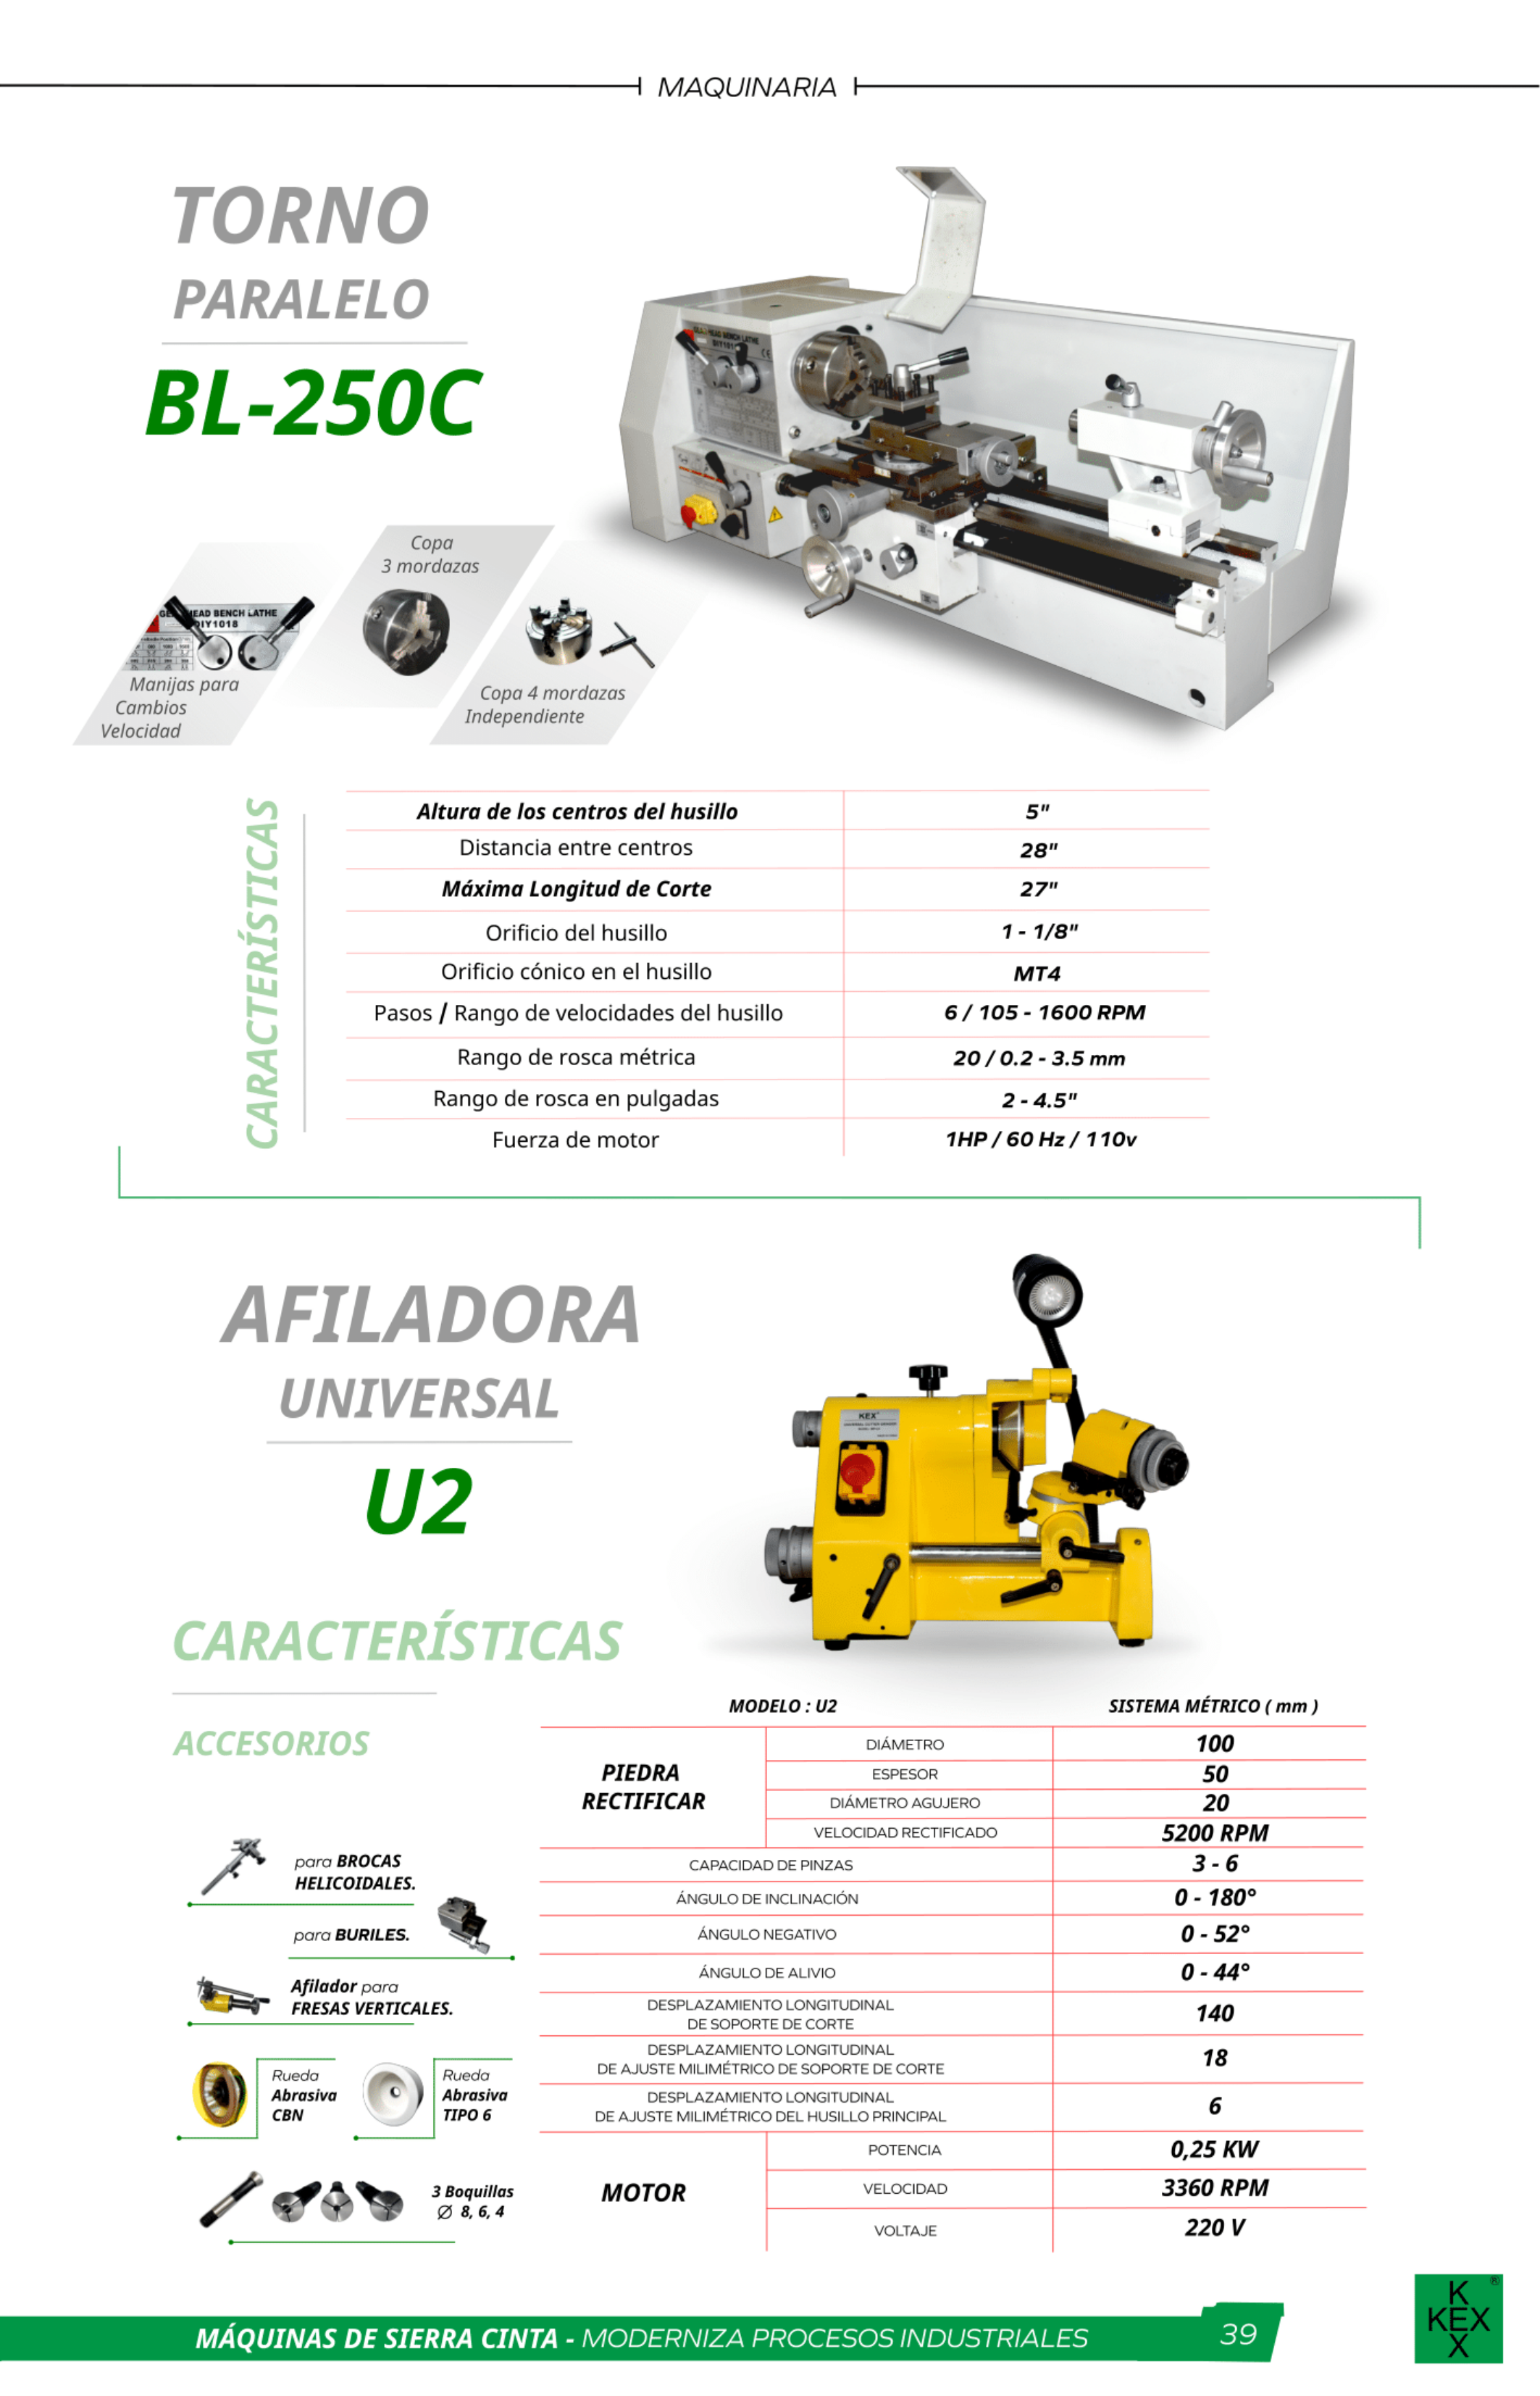 MAQUINARIA
TORNO
PARALELO
BL-250C
GEAR HEAD BENCH LATHE
Copa
3 mordazas
HEAD BENCH LATHE
DIY1018
Manijas para
Cambios
Velocidad
Copa 4 mordazas
Independiente
CARACTERÍSTICAS
Altura de los centros del husillo 5"
Distancia entre centros 28"
Máxima Longitud de Corte 27"
Orificio del husillo 1 - 1/8"
Orificio cónico en el husillo MT4
Pasos / Rango de velocidades del husillo 6 / 105 - 1600 RPM
Rango de rosca métrica 20 / 0.2 - 3.5 mm
Rango de rosca en pulgadas 2 - 4.5"
Fuerza de motor 1HP / 60 Hz / 110v
AFILADORA
UNIVERSAL
U2
KEX
CARACTERÍSTICAS
ACCESORIOS
para BROCAS
HELICOIDALES.
para BURILES.
Afilador para
FRESAS VERTICALES.
Rueda
Abrasiva
CBN
Rueda
Abrasiva
TIPO 6
3 Boquillas
∅ 8, 6, 4
MODELO : U2 SISTEMA MÉTRICO ( mm )
PIEDRA
RECTIFICAR
DIÁMETRO 100
ESPESOR 50
DIÁMETRO AGUJERO 20
VELOCIDAD RECTIFICADO 5200 RPM
CAPACIDAD DE PINZAS 3 - 6
ÁNGULO DE INCLINACIÓN 0 - 180°
ÁNGULO NEGATIVO 0 - 52°
ÁNGULO DE ALIVIO 0 - 44°
DESPLAZAMIENTO LONGITUDINAL
DE SOPORTE DE CORTE 140
DESPLAZAMIENTO LONGITUDINAL
DE AJUSTE MILIMÉTRICO DE SOPORTE DE CORTE 18
DESPLAZAMIENTO LONGITUDINAL
DE AJUSTE MILIMÉTRICO DEL HUSILLO PRINCIPAL 6
MOTOR
POTENCIA 0,25 KW
VELOCIDAD 3360 RPM
VOLTAJE 220 V
MÁQUINAS DE SIERRA CINTA - MODERNIZA PROCESOS INDUSTRIALES
39
K
KEX
X
®